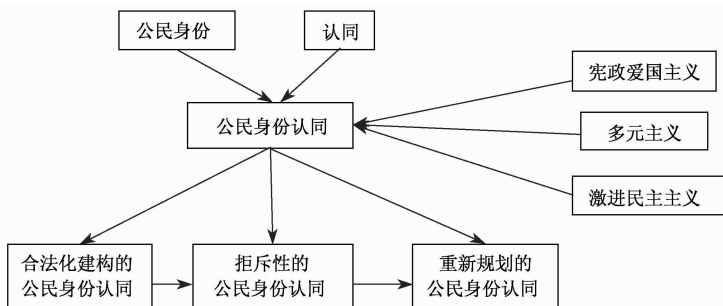 公民身份
认同
宪政爱国主义
公民身份认同
多元主义
激进民主主义
合法化建构的
公民身份认同
拒斥性的
公民身份认同
重新规划的
公民身份认同